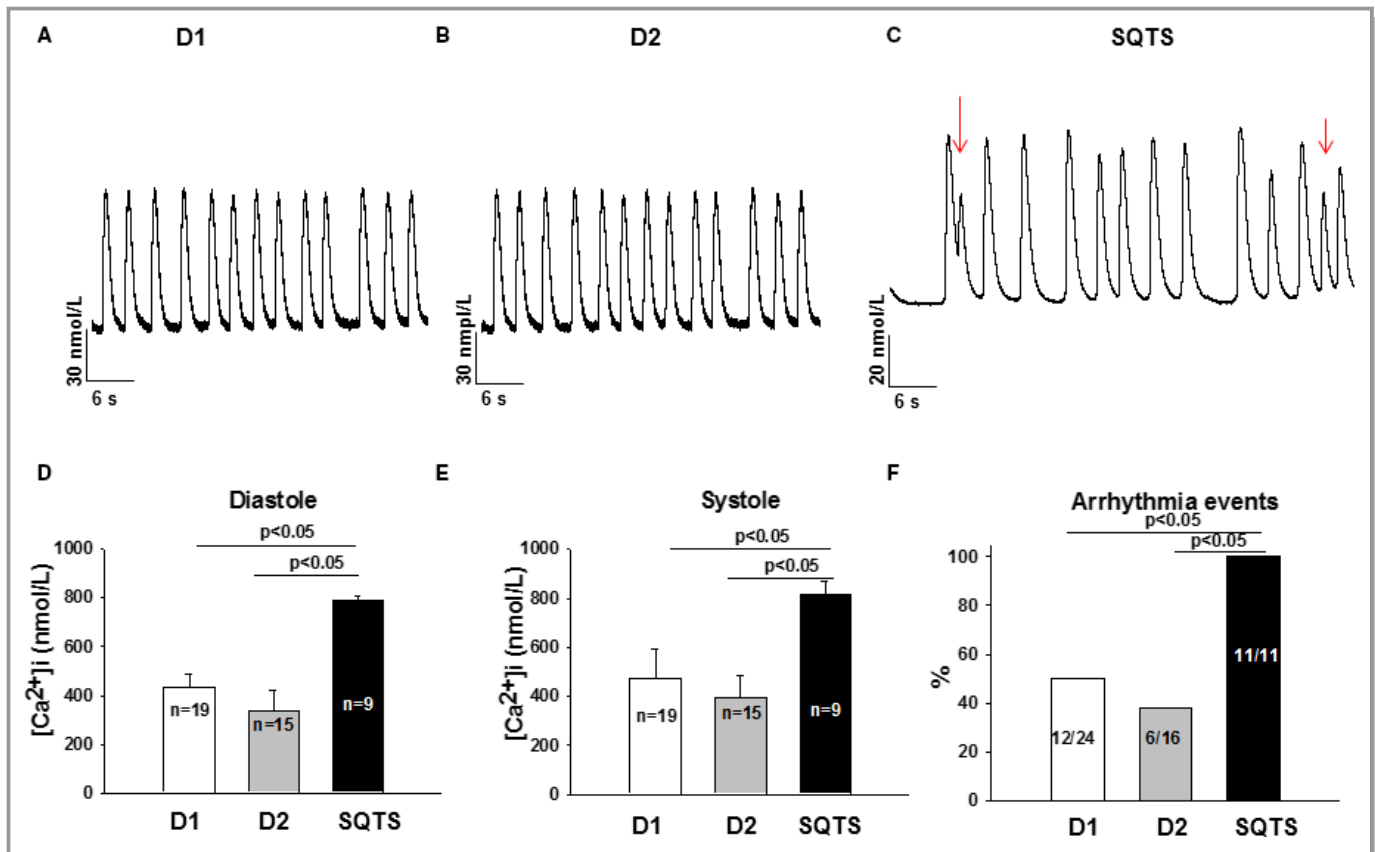 A
D1
B
D2
C
SQTS
30 nmol/L
6 s
30 nmpl/L
6 s
20 nmol/L
6 s
D
Diastole
p<0.05
p<0.05
[Ca2+]i (nmol/L)
1000
800
600
400
200
0
n=19
n=15
n=9
D1
D2
SQTS
E
Systole
p<0.05
p<0.05
[Ca2+]i (nmol/L)
1000
800
600
400
200
0
n=19
n=15
n=9
D1
D2
SQTS
F
Arrhythmia events
p<0.05
p<0.05
%
100
80
60
40
20
0
12/24
6/16
11/11
D1
D2
SQTS